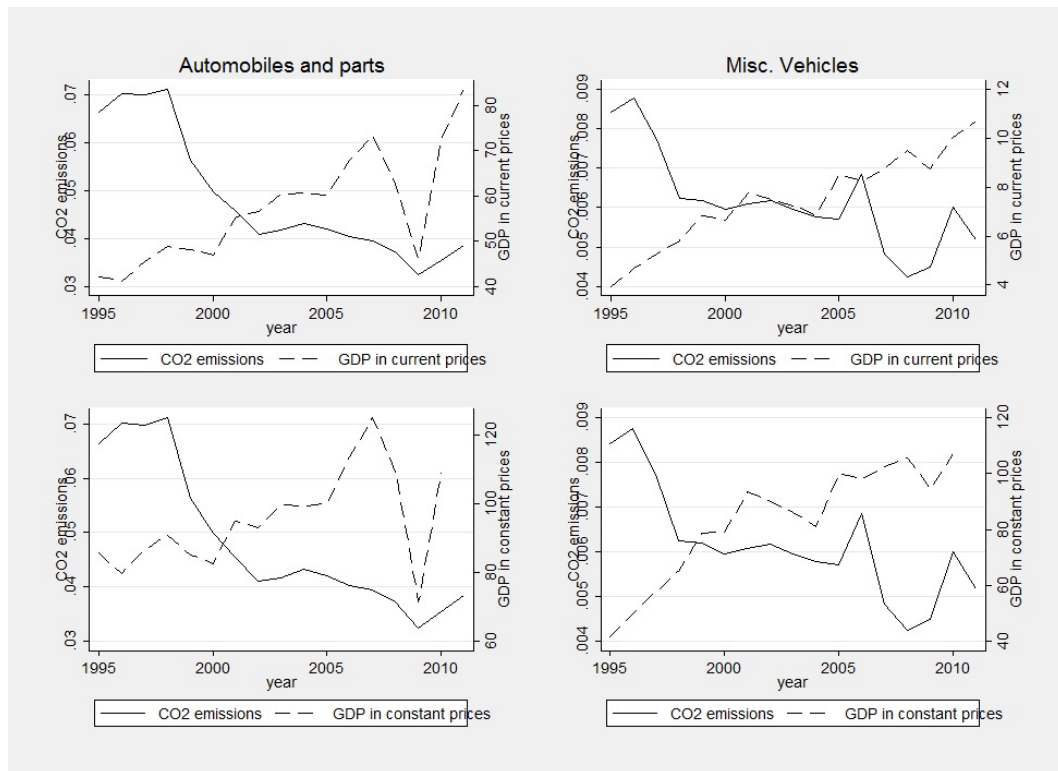 Automobiles and parts
CO2 emissions
.03 .04 .05 .06 .07
GDP in current prices
40 50 60 70 80
1995 2000 2005 2010
year
CO2 emissions GDP in current prices
Misc. Vehicles
CO2 emissions
.004 .005 .006 .007 .008 .009
GDP in current prices
4 6 8 10 12
1995 2000 2005 2010
year
CO2 emissions GDP in current prices
CO2 emissions
.03 .04 .05 .06 .07
GDP in constant prices
60 80 100 120
1995 2000 2005 2010
year
CO2 emissions GDP in constant prices
CO2 emissions
.004 .005 .006 .007 .008 .009
GDP in constant prices
40 60 80 100 120
1995 2000 2005 2010
year
CO2 emissions GDP in constant prices